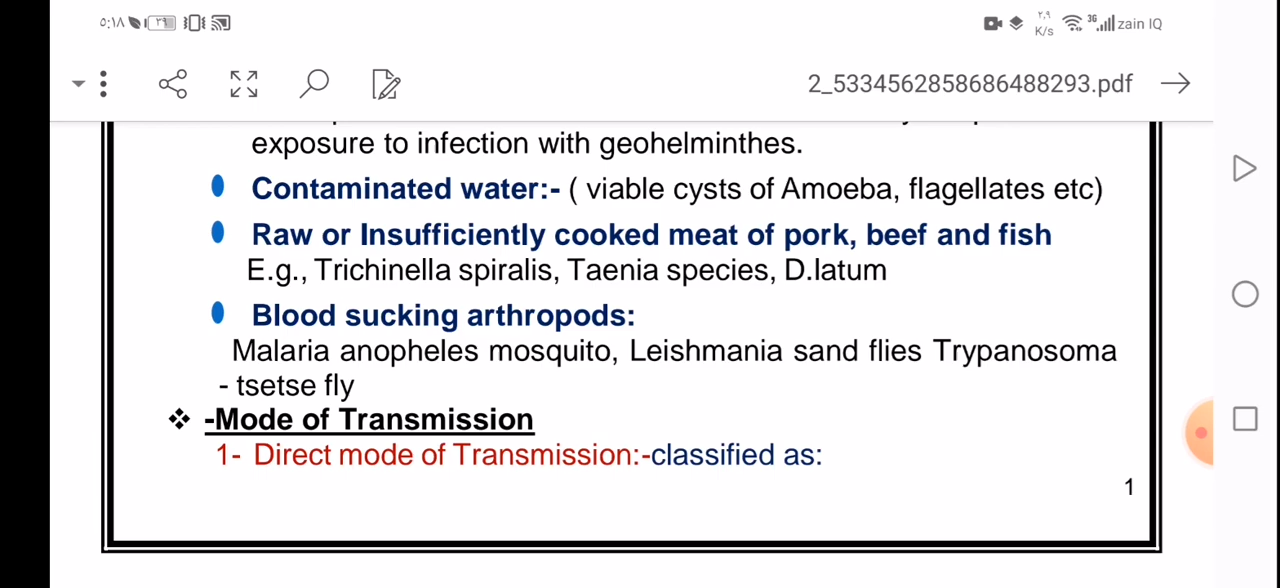 ٥:١٨ ٣٩
٢,٩ K/s 3G zain IQ
2_5334562858686488293.pdf
exposure to infection with geohelminthes.
Contaminated water:- ( viable cysts of Amoeba, flagellates etc)
Raw or Insufficiently cooked meat of pork, beef and fish
E.g., Trichinella spiralis, Taenia species, D.latum
Blood sucking arthropods:
Malaria anopheles mosquito, Leishmania sand flies Trypanosoma
- tsetse fly
❖ -Mode of Transmission
1- Direct mode of Transmission:-classified as:
1